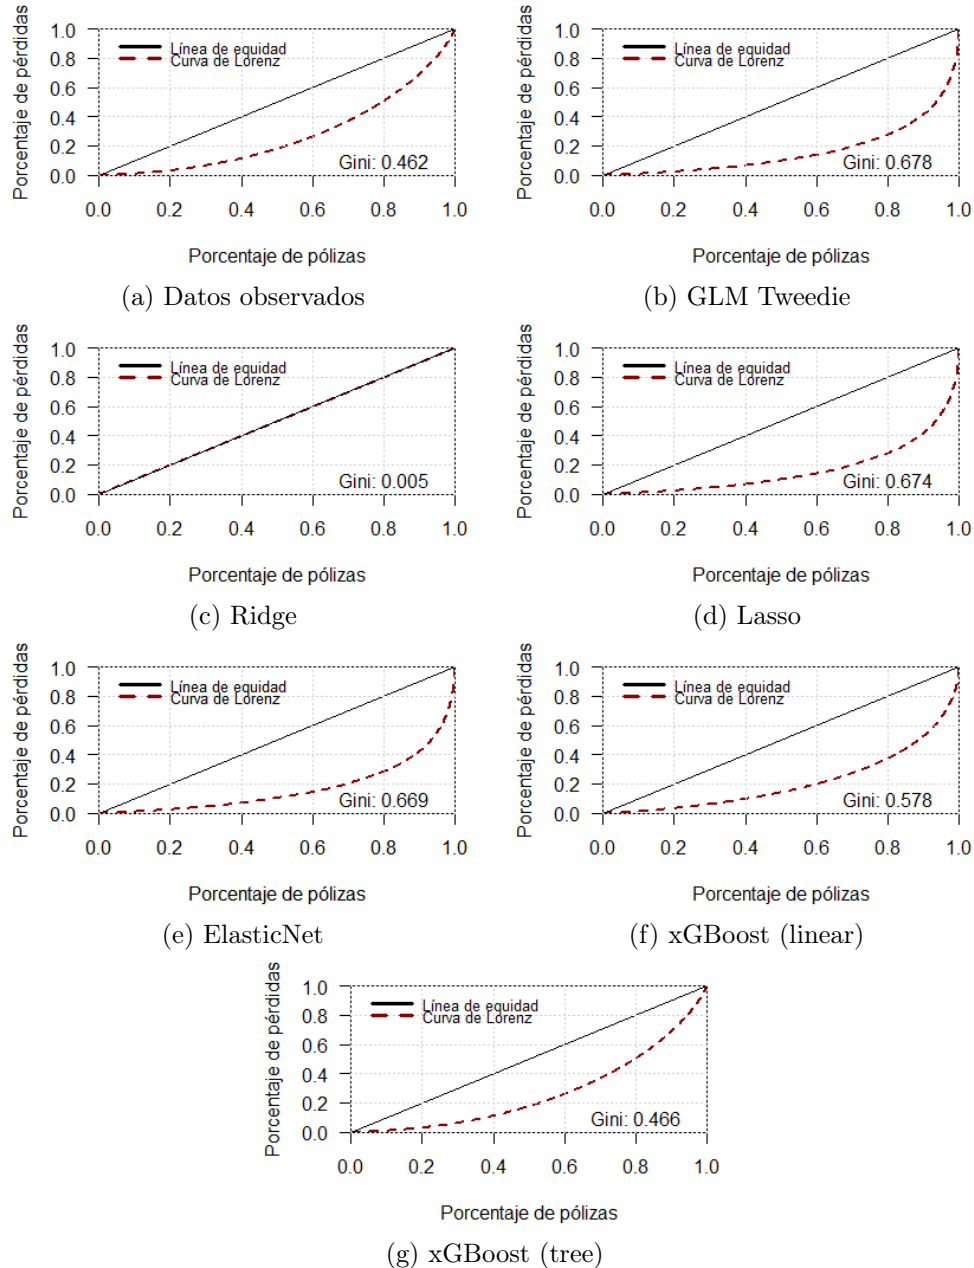 Porcentaje de pérdidas
1.0
0.8
0.6
0.4
0.2
0.0
Línea de equidad
Curva de Lorenz
Gini: 0.462
0.0 0.2 0.4 0.6 0.8 1.0
Porcentaje de pólizas
(a) Datos observados
Porcentaje de pérdidas
1.0
0.8
0.6
0.4
0.2
0.0
Línea de equidad
Curva de Lorenz
Gini: 0.678
0.0 0.2 0.4 0.6 0.8 1.0
Porcentaje de pólizas
(b) GLM Tweedie
Porcentaje de pérdidas
1.0
0.8
0.6
0.4
0.2
0.0
Línea de equidad
Curva de Lorenz
Gini: 0.005
0.0 0.2 0.4 0.6 0.8 1.0
Porcentaje de pólizas
(c) Ridge
Porcentaje de pérdidas
1.0
0.8
0.6
0.4
0.2
0.0
Línea de equidad
Curva de Lorenz
Gini: 0.674
0.0 0.2 0.4 0.6 0.8 1.0
Porcentaje de pólizas
(d) Lasso
Porcentaje de pérdidas
1.0
0.8
0.6
0.4
0.2
0.0
Línea de equidad
Curva de Lorenz
Gini: 0.669
0.0 0.2 0.4 0.6 0.8 1.0
Porcentaje de pólizas
(e) ElasticNet
Porcentaje de pérdidas
1.0
0.8
0.6
0.4
0.2
0.0
Línea de equidad
Curva de Lorenz
Gini: 0.578
0.0 0.2 0.4 0.6 0.8 1.0
Porcentaje de pólizas
(f) xGBoost (linear)
Porcentaje de pérdidas
1.0
0.8
0.6
0.4
0.2
0.0
Línea de equidad
Curva de Lorenz
Gini: 0.466
0.0 0.2 0.4 0.6 0.8 1.0
Porcentaje de pólizas
(g) xGBoost (tree)